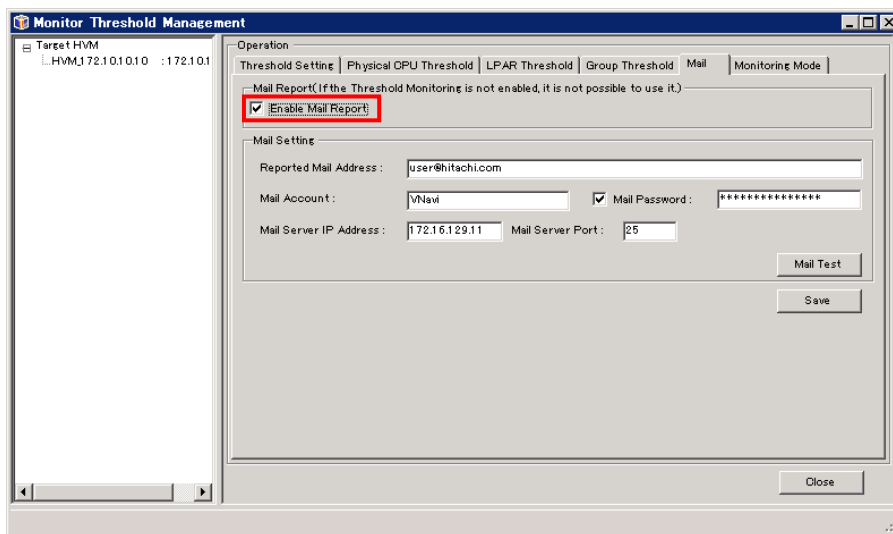 Monitor Threshold Management
Target HVM
HVM_172.10.10.10 : 172.10.1
Operation
Threshold Setting Physical CPU Threshold LPAR Threshold Group Threshold Mail Monitoring Mode
Mail Report(If the Threshold Monitoring is not enabled, it is not possible to use it.)
Enable Mail Report
Mail Setting
Reported Mail Address : user@hitachi.com
Mail Account : VNavi Mail Password : ***************
Mail Server IP Address : 172.16.129.11 Mail Server Port : 25
Mail Test
Save
Close